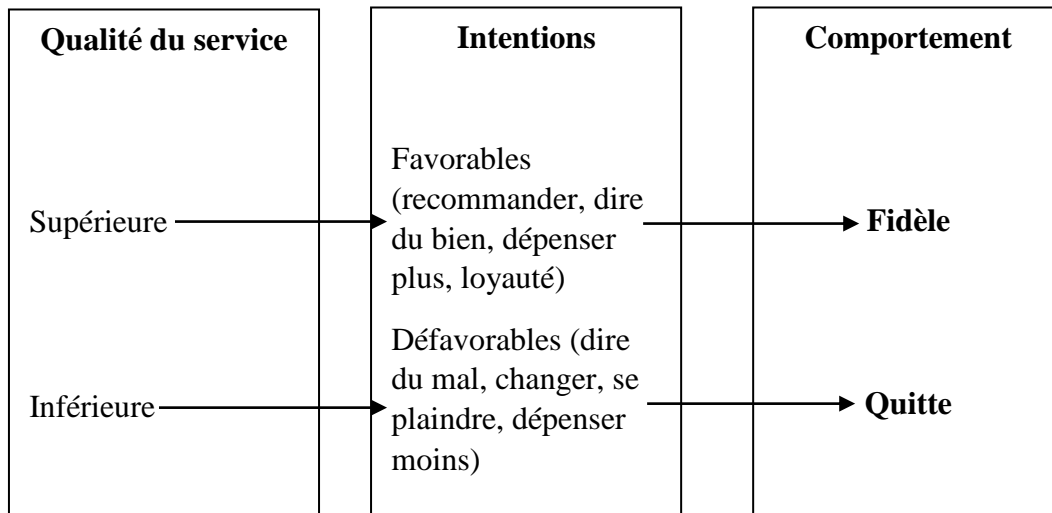 Qualité du service
Intentions
Comportement
Supérieure
Favorables
(recommander, dire
du bien, dépenser
plus, loyauté)
Fidèle
Inférieure
Défavorables (dire
du mal, changer, se
plaindre, dépenser
moins)
Quitte